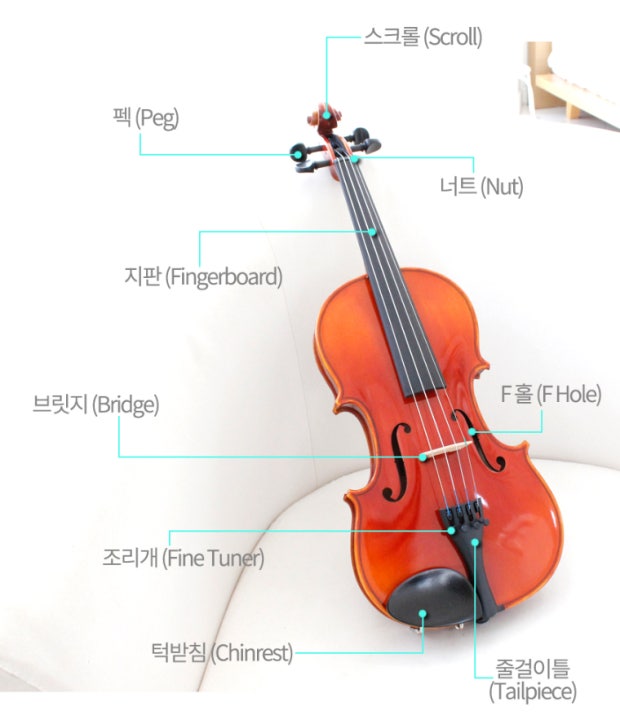 스크롤 (Scroll)
펙 (Peg)
너트 (Nut)
지판 (Fingerboard)
F 홀 (F Hole)
브릿지 (Bridge)
조리개 (Fine Tuner)
턱받침 (Chinrest)
줄걸이틀
(Tailpiece)